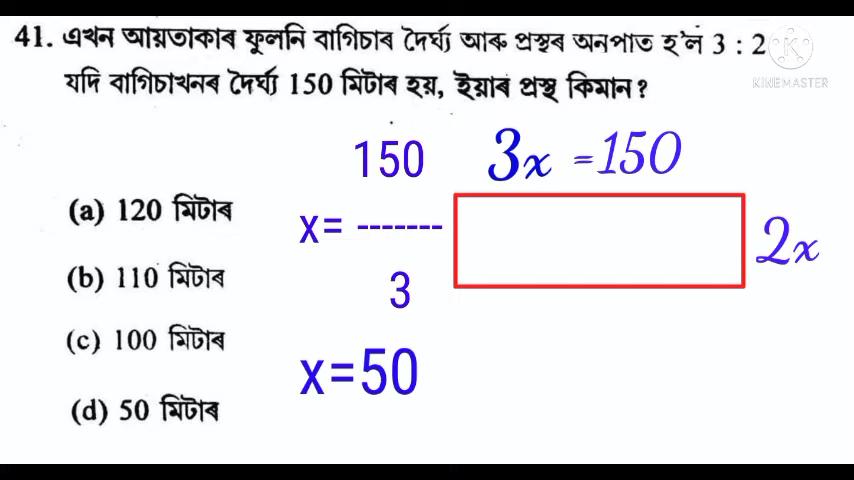 41. এখন আয়তাকাৰ ফুলনি বাগিচাৰ দৈৰ্ঘ্য আৰু প্ৰস্থৰ অনপাত হ'ল 3 : 2
যদি বাগিচাখনৰ দৈৰ্ঘ্য 150 মিটাৰ হয়, ইয়াৰ প্ৰস্থ কিমান?
KINEMASTER
150
3x =150
(a) 120 মিটাৰ
x= -------
2x
(b) 110 মিটাৰ
3
(c) 100 মিটাৰ
x=50
(d) 50 মিটাৰ